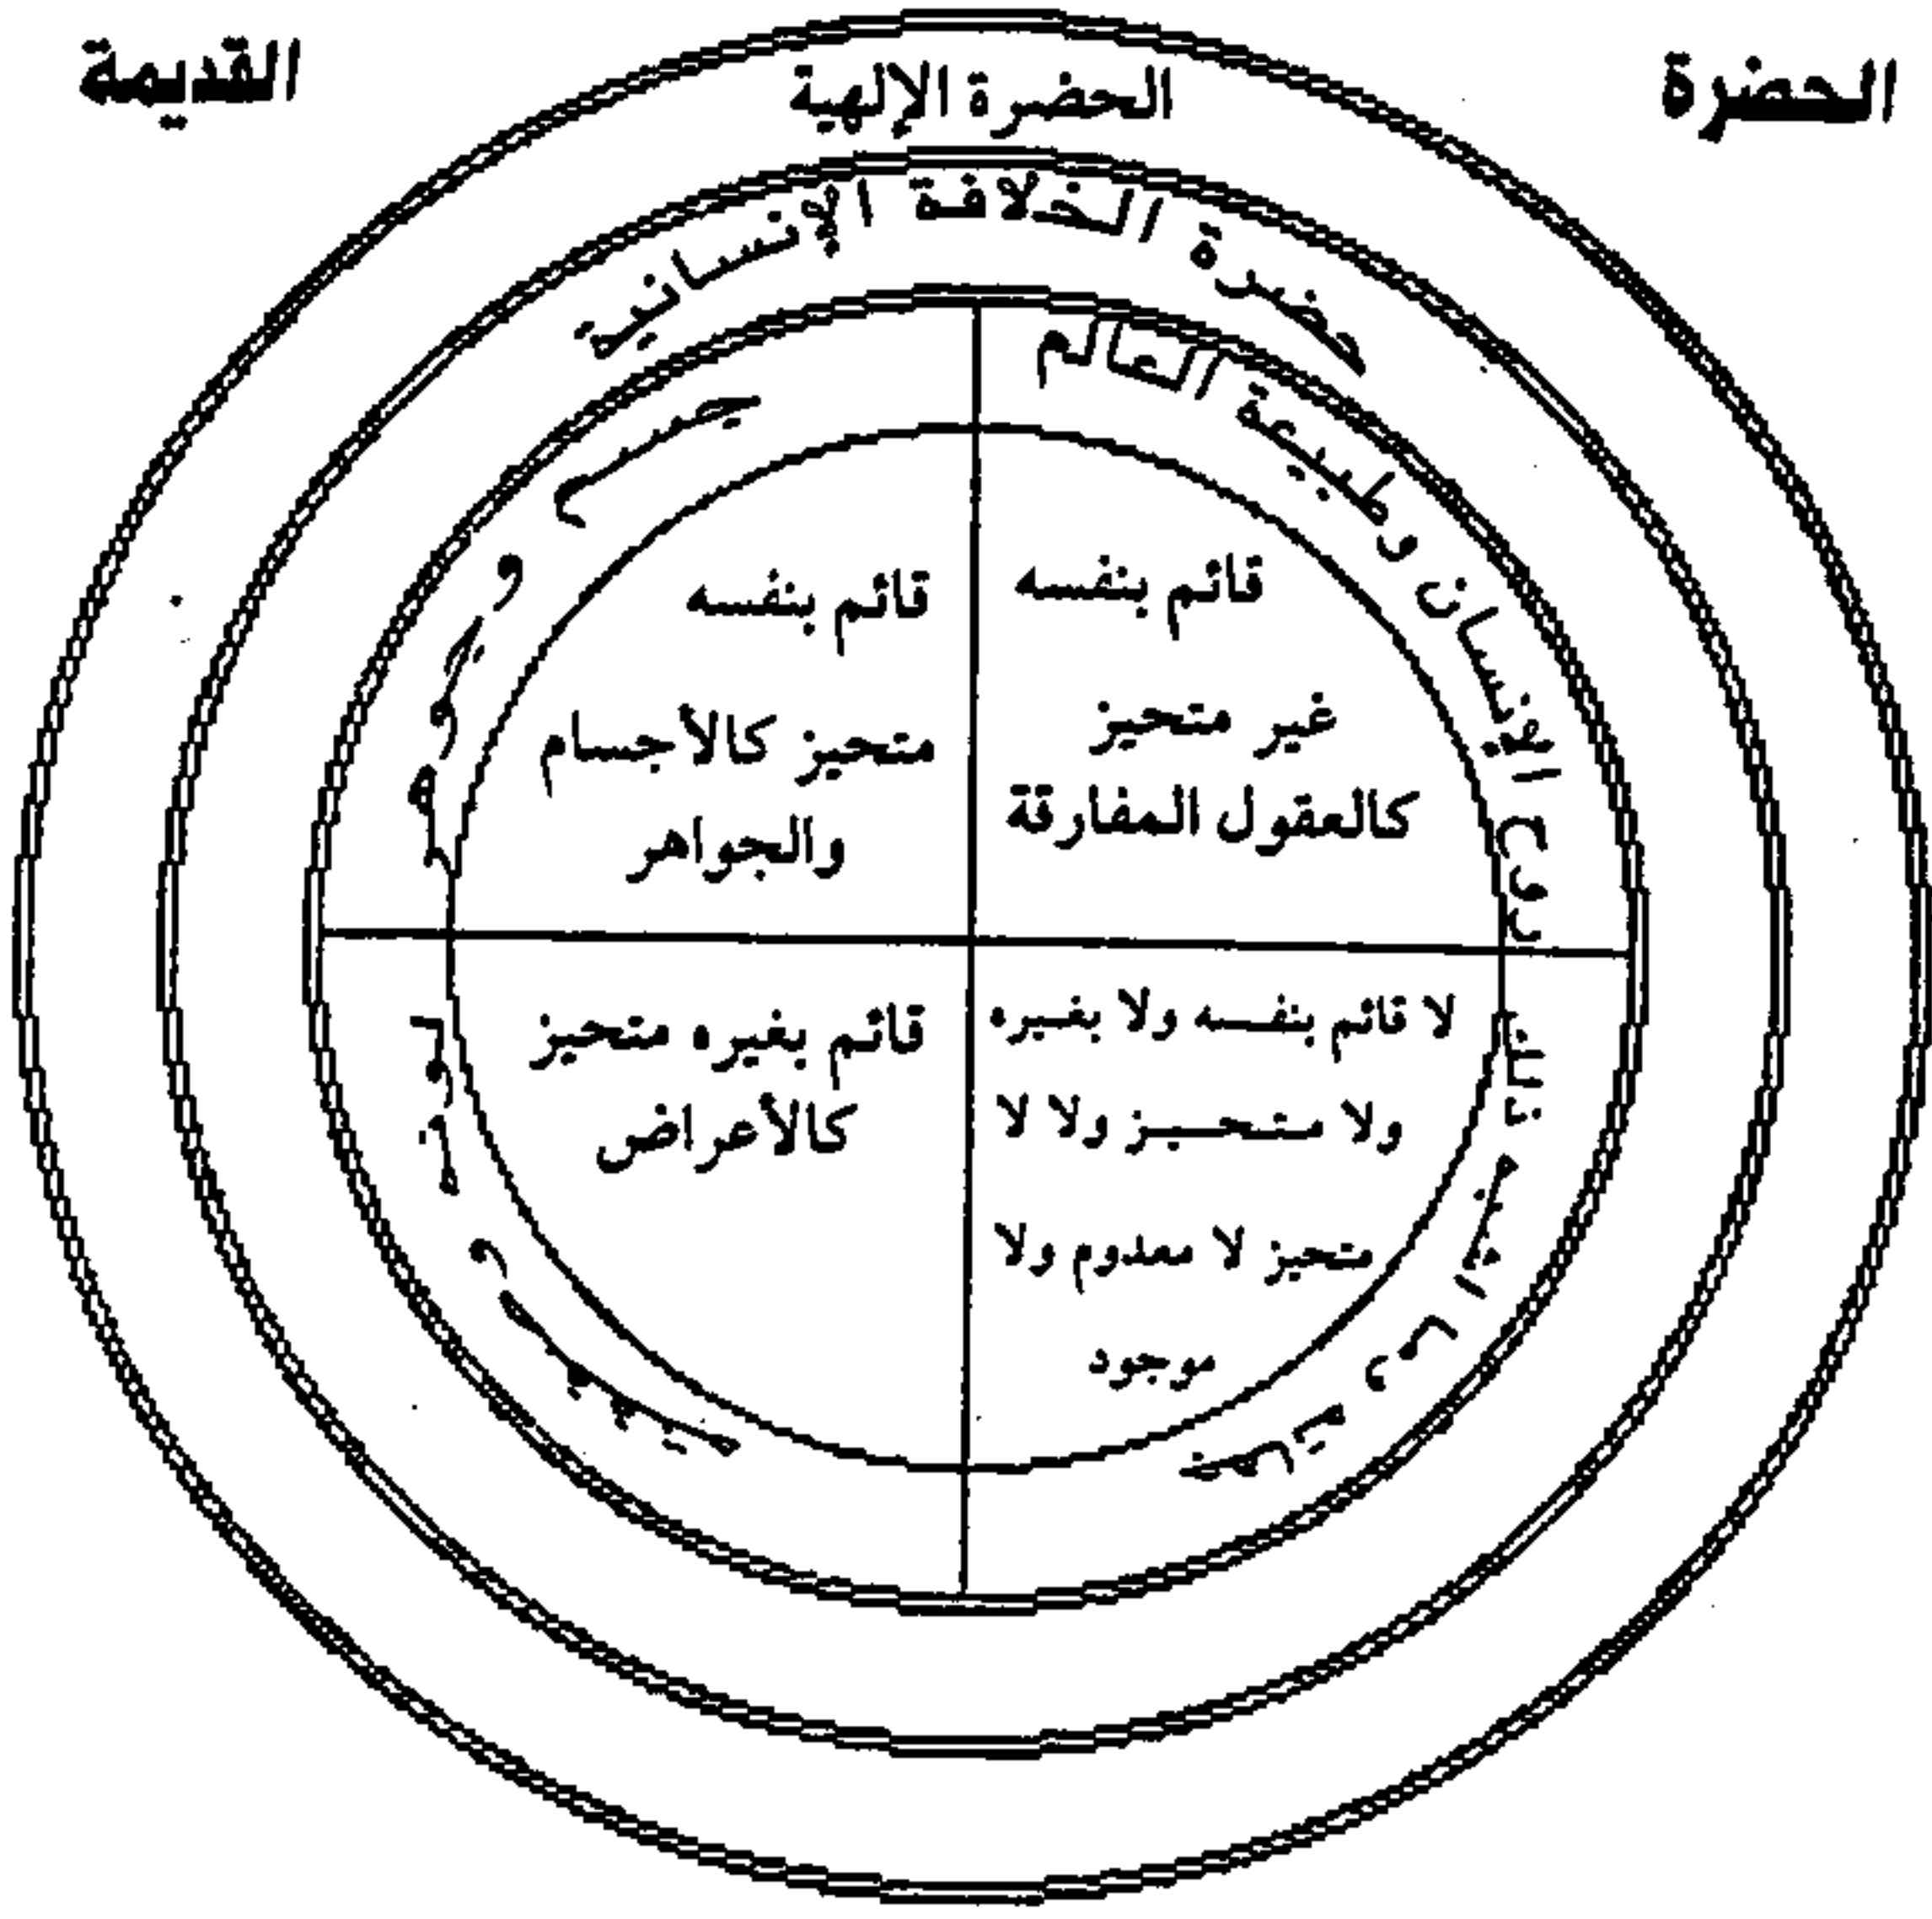 الحضرة
القديمة
الحضرة الإلهية
حضرة الخلافة الإنسانية
روح الإنسان وطبيعة العالم
قائم بنفسه
غير متحيز
كالعقول المفارقة
قائم بنفسه
متحيز كالأجسام
والجواهر
لا قائم بنفسه ولا بغيره
ولا متحيز ولا لا
متحيز لا معدوم ولا
موجود
قائم بغيره متحيز
كالأعراض